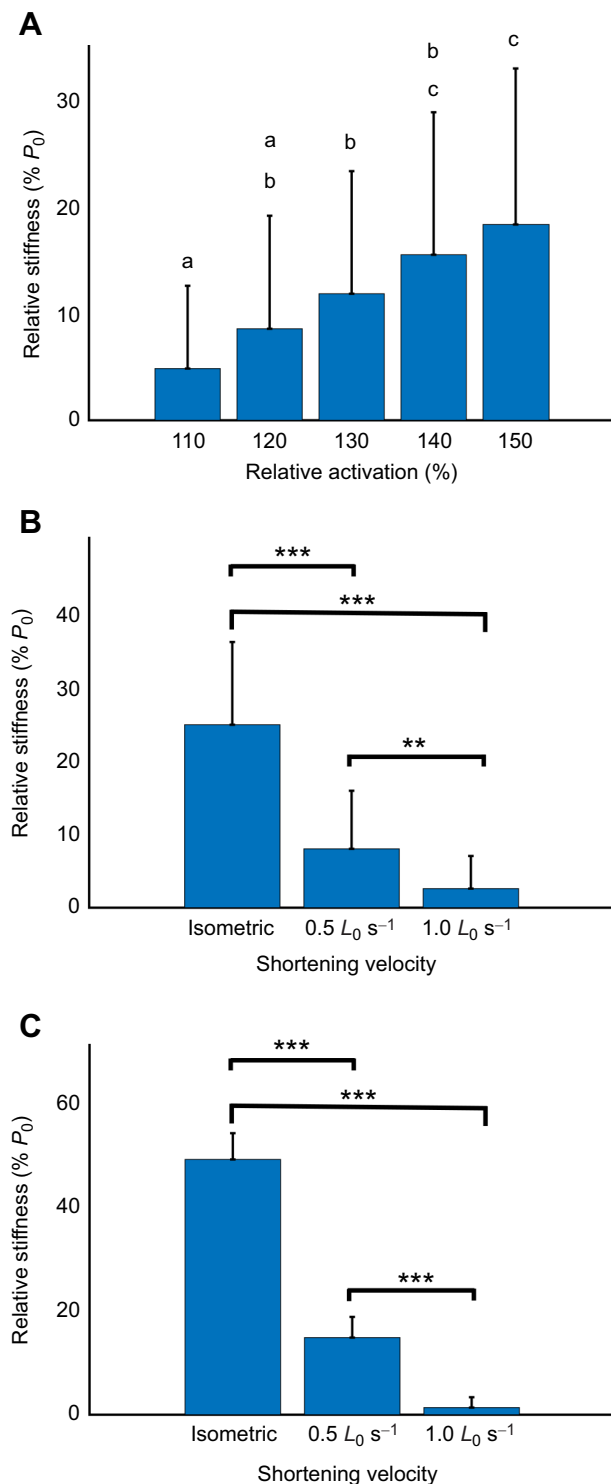 A
Relative stiffness (% P₀)
30
20
10
0
a
a
b
b
b
c
c
110 120 130 140 150
Relative activation (%)
B
Relative stiffness (% P₀)
40
30
20
10
0
***
***
**
Isometric 0.5 L₀ s⁻¹ 1.0 L₀ s⁻¹
Shortening velocity
C
Relative stiffness (% P₀)
60
40
20
0
***
***
***
Isometric 0.5 L₀ s⁻¹ 1.0 L₀ s⁻¹
Shortening velocity